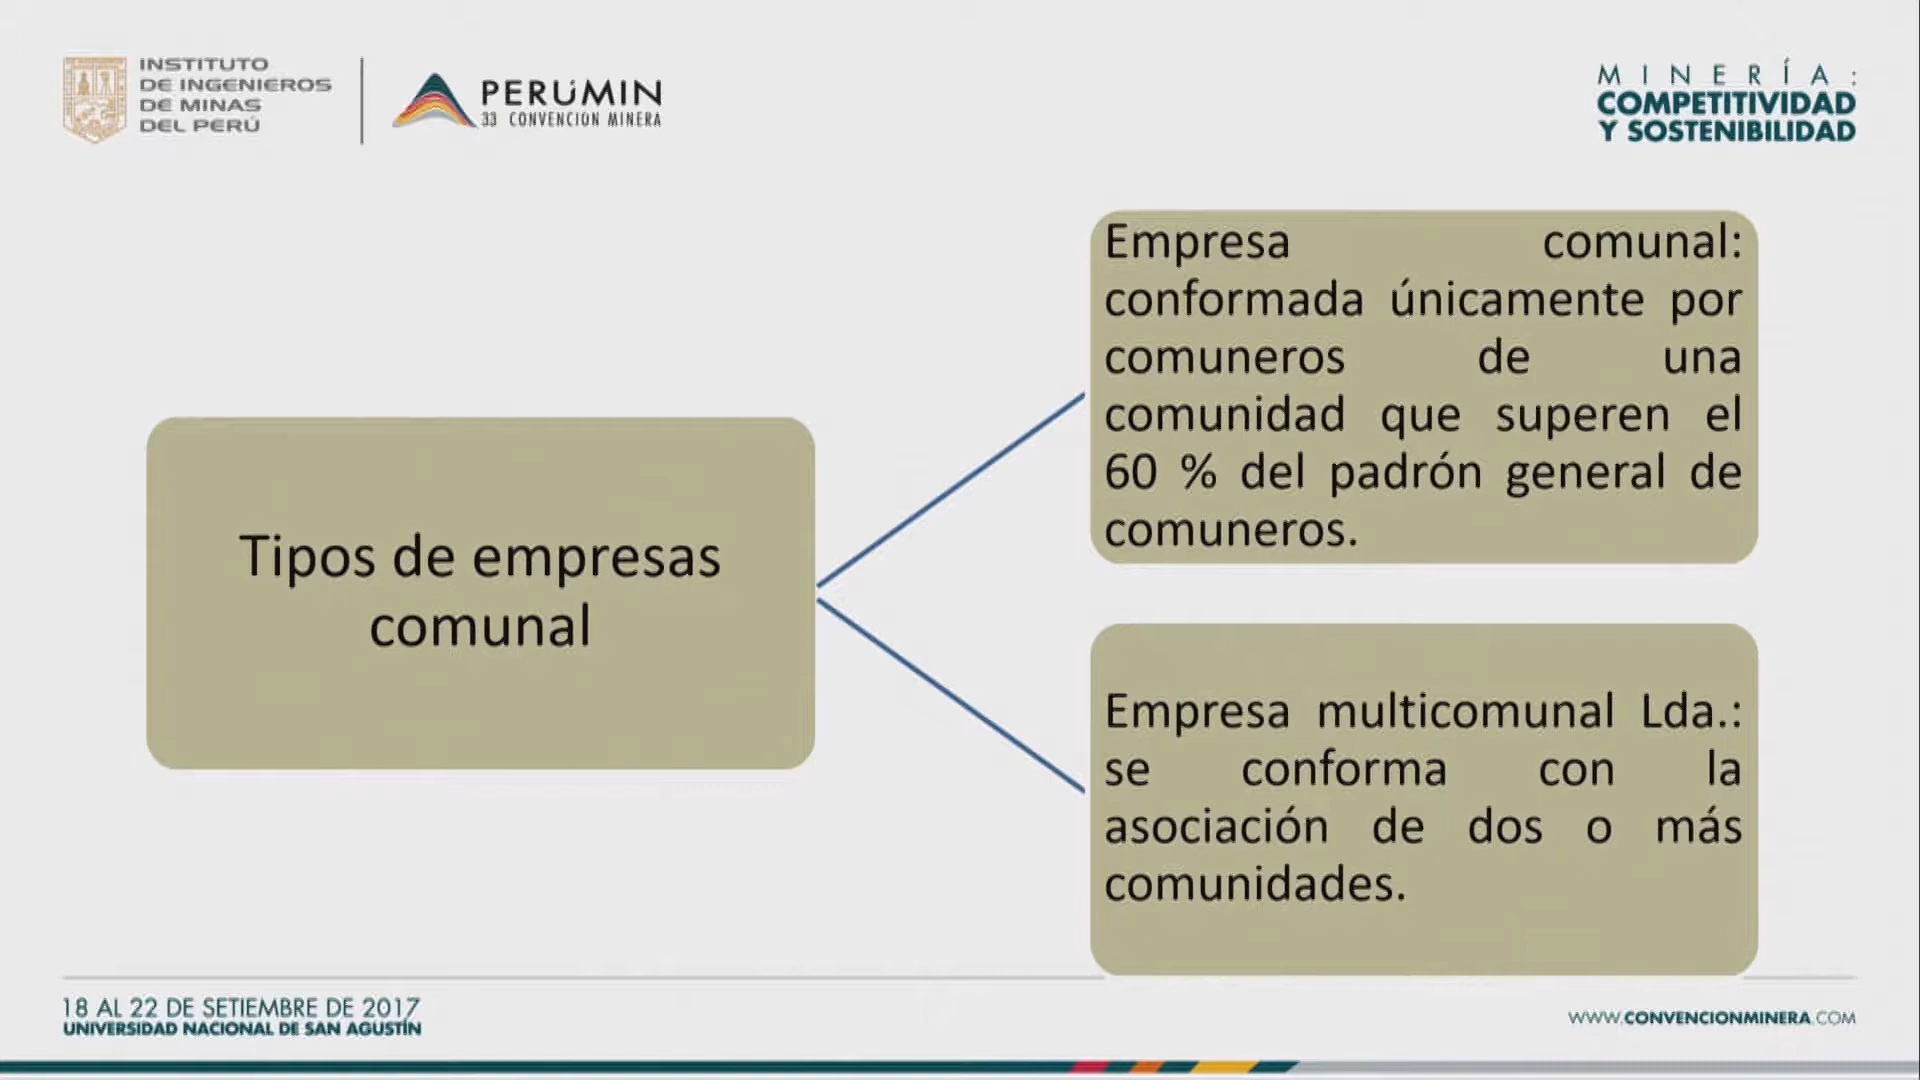 INSTITUTO
DE INGENIEROS
DE MINAS
DEL PERÚ
PERÚMIN
33 CONVENCIÓN MINERA
MINERÍA:
COMPETITIVIDAD
Y SOSTENIBILIDAD
Tipos de empresas
comunal
Empresa comunal:
conformada únicamente por
comuneros de una
comunidad que superen el
60 % del padrón general de
comuneros.
Empresa multicomunal Lda.:
se conforma con la
asociación de dos o más
comunidades.
18 AL 22 DE SETIEMBRE DE 2017
UNIVERSIDAD NACIONAL DE SAN AGUSTÍN
WWW.CONVENCIONMINERA.COM